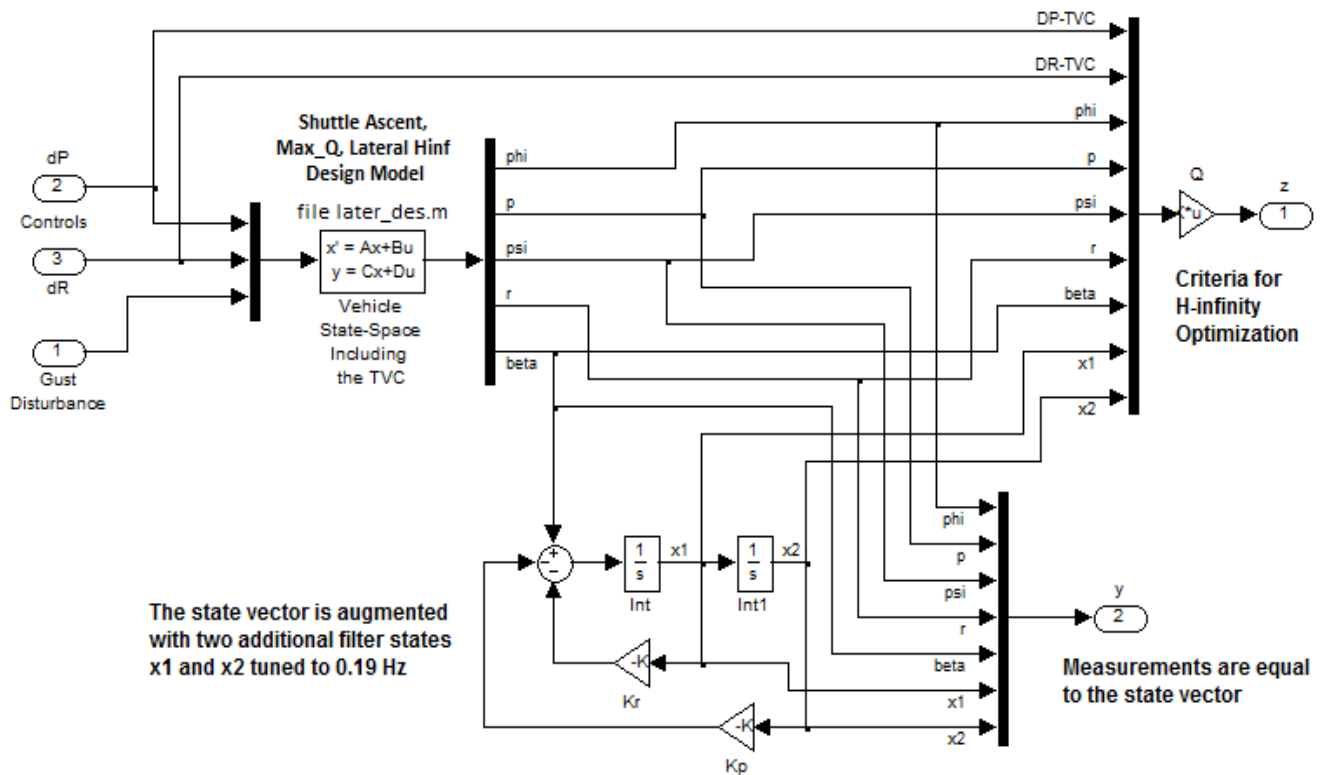 DP-TVC
DR-TVC
phi
p
psi
r
beta
x1
x2
Shuttle Ascent,
Max_Q, Lateral Hinf
Design Model
file later_des.m
x' = Ax+Bu
y = Cx+Du
Vehicle
State-Space
Including
the TVC
dP
2
Controls
3
dR
1
Gust
Disturbance
phi
p
psi
r
beta
Q
*u
z
1
Criteria for
H-infinity
Optimization
+
−
−
1
s
Int
x1
1
s
Int1
x2
-K
Kr
-K
Kp
The state vector is augmented
with two additional filter states
x1 and x2 tuned to 0.19 Hz
phi
p
psi
r
beta
x1
x2
y
2
Measurements are equal
to the state vector